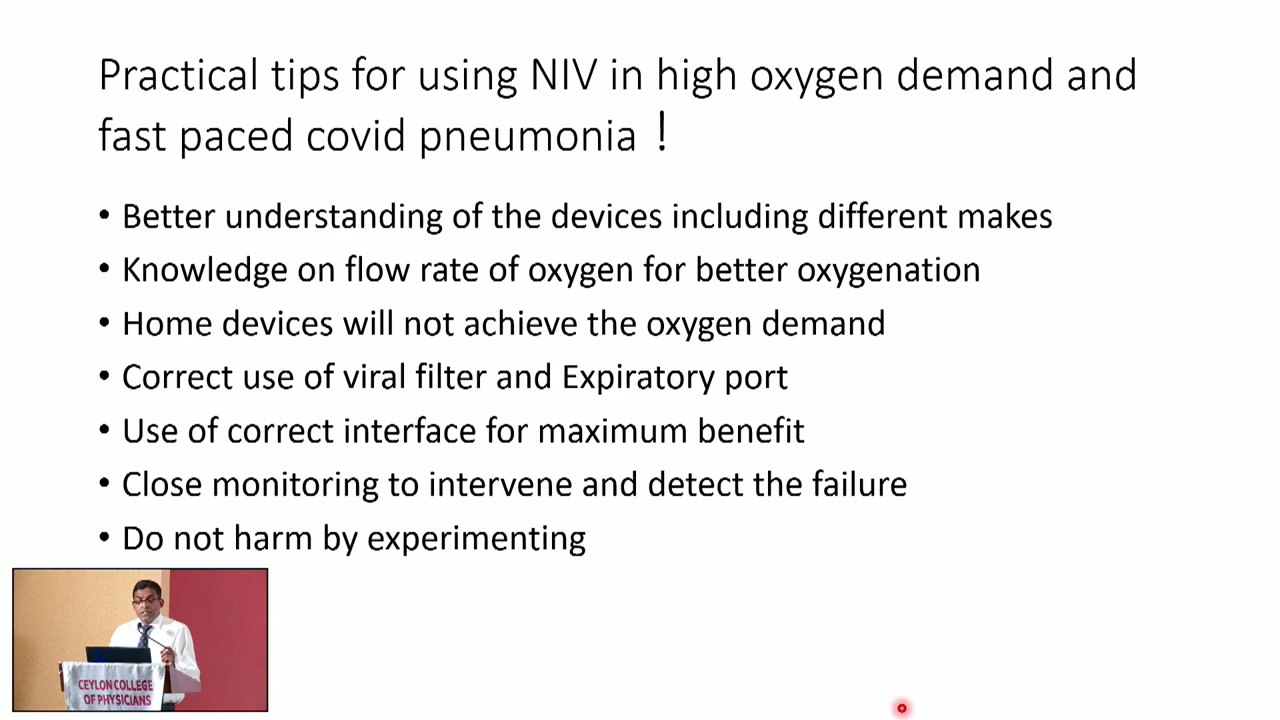 Practical tips for using NIV in high oxygen demand and
fast paced covid pneumonia !
• Better understanding of the devices including different makes
• Knowledge on flow rate of oxygen for better oxygenation
• Home devices will not achieve the oxygen demand
• Correct use of viral filter and Expiratory port
• Use of correct interface for maximum benefit
• Close monitoring to intervene and detect the failure
• Do not harm by experimenting
CEYLON COLLEGE
OF PHYSICIANS